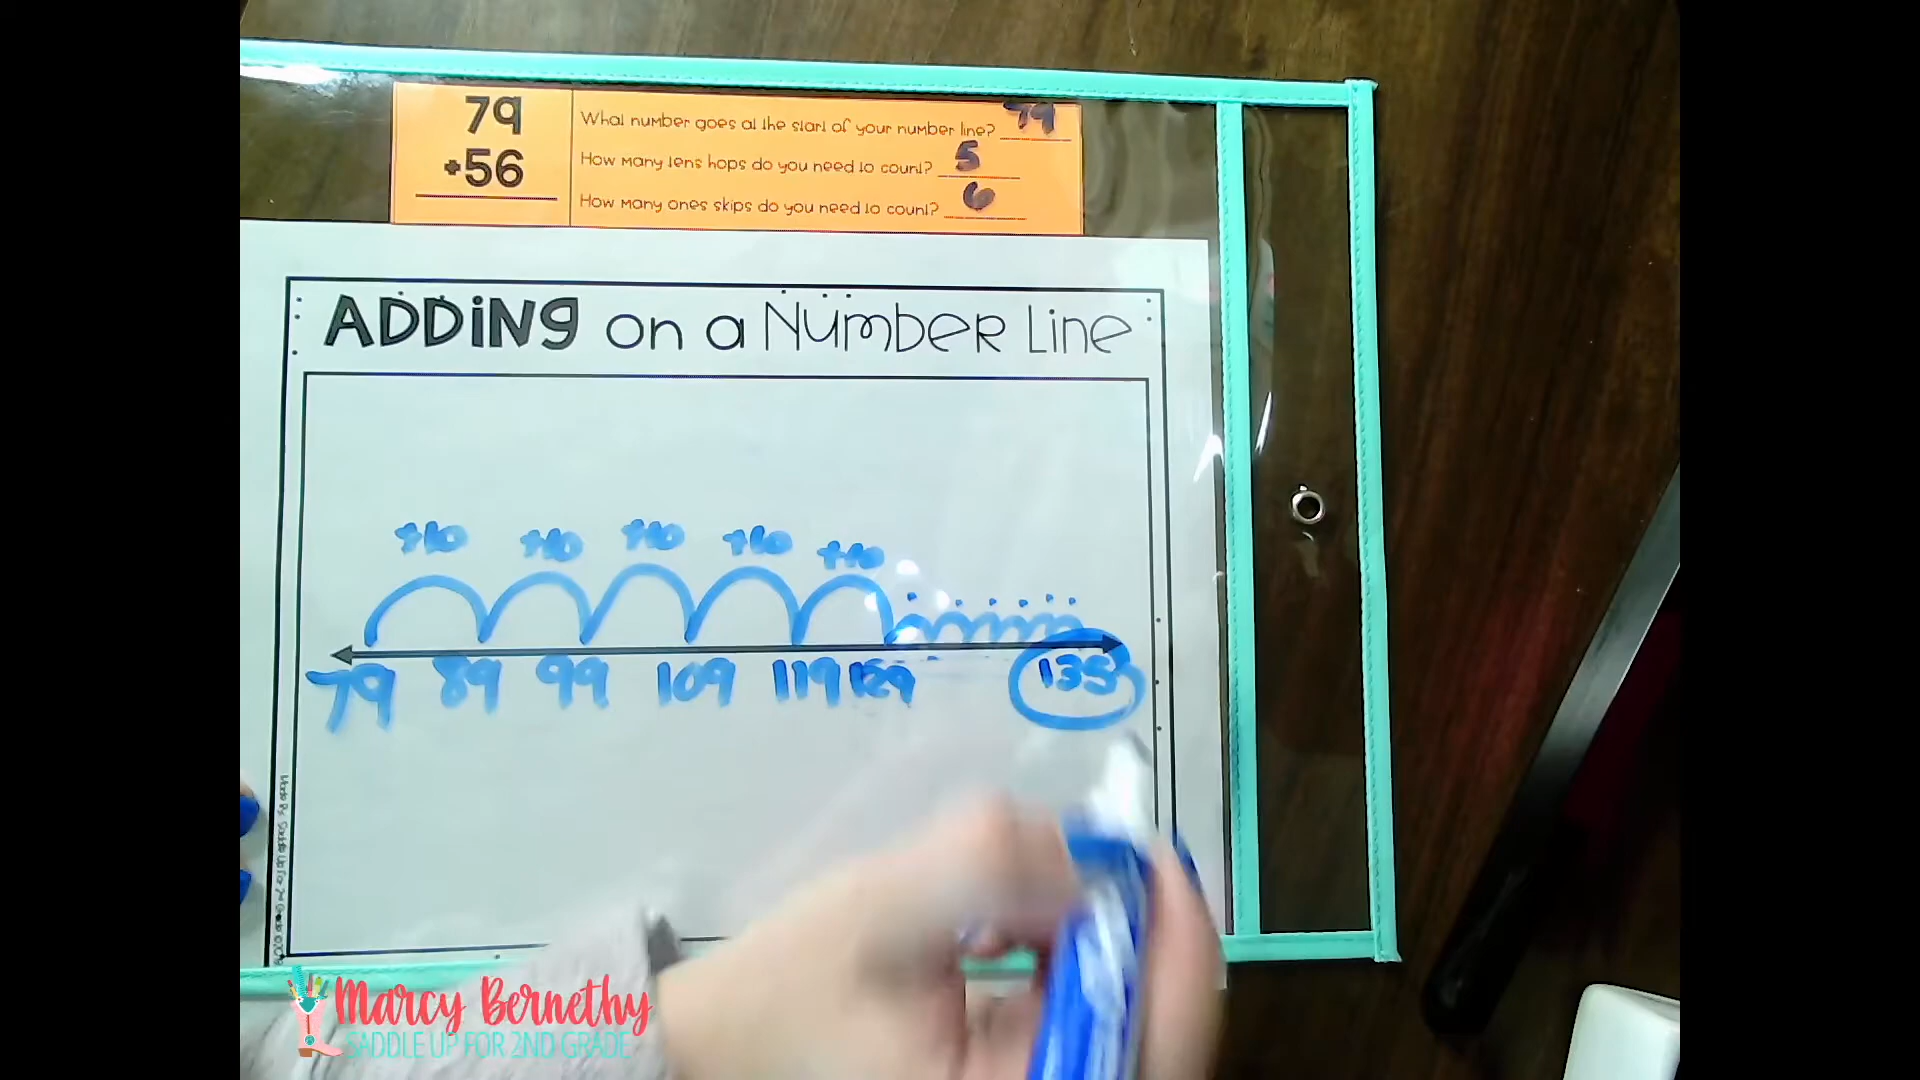 79
+56
What number goes at the start of your number line? 79
How many tens hops do you need to count? 5
How many ones skips do you need to count? 6
ADDiNG on a Number Line
+10 +10 +10 +10 +10
79 89 99 109 119 129 135
Marcy Bernethy
SADDLE UP FOR 2ND GRADE